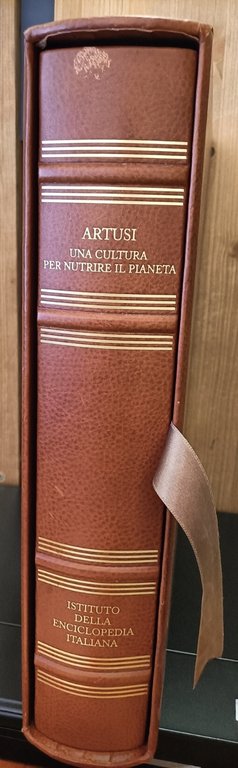 ARTUSI
UNA CULTURA
PER NUTRIRE IL PIANETA
ISTITUTO
DELLA
ENCICLOPEDIA
ITALIANA